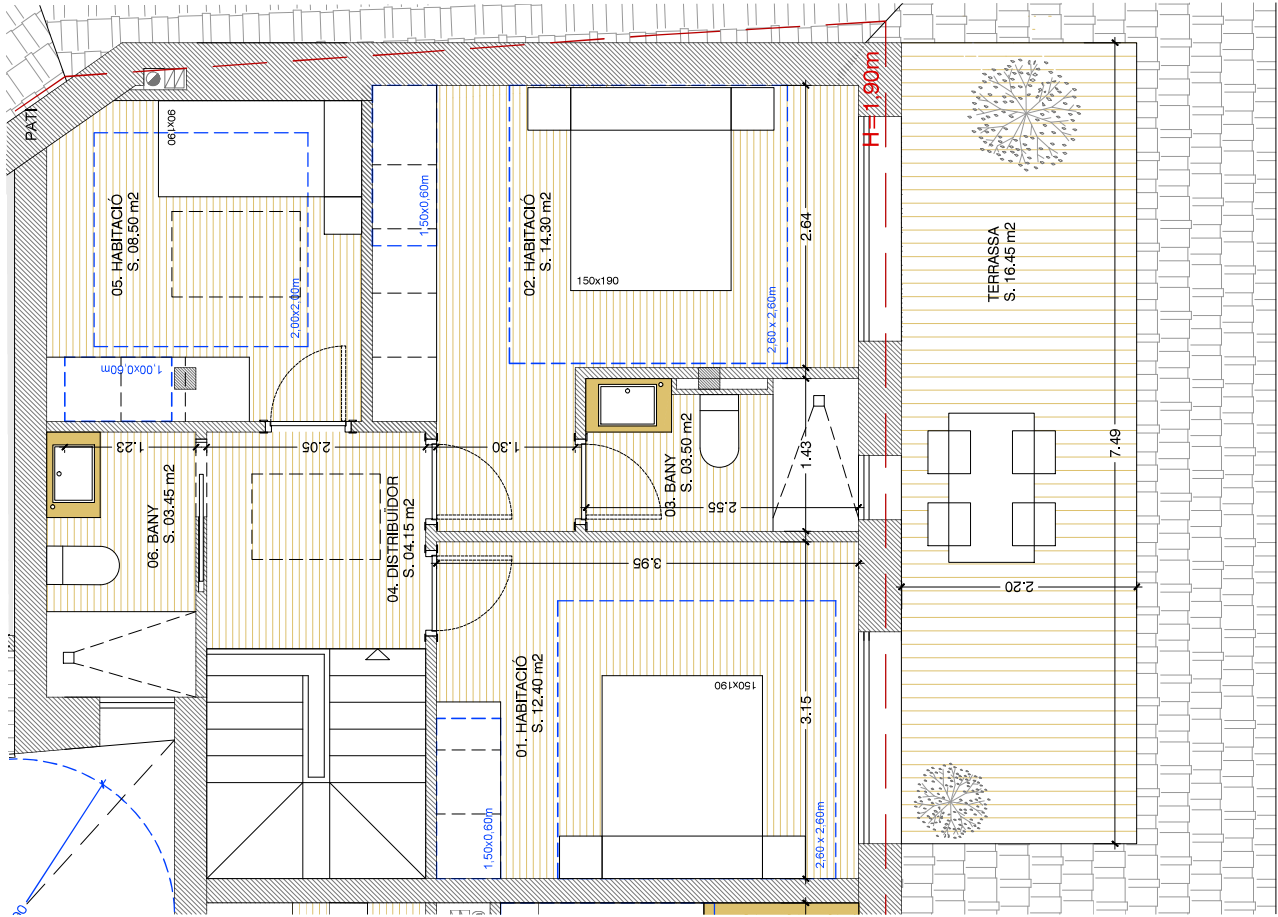 PATI
90x190
05. HABITACIÓ
S. 08.50 m2
2,00x2,00m
1,00x0,60m
1,50x0,60m
02. HABITACIÓ
S. 14.30 m2
150x190
2,60 x 2,60m
2.64
H= 1,90m
TERRASSA
S. 16.45 m2
7.49
2.20
1.23
2.05
1.30
06. BANY
S. 03.45 m2
04. DISTRIBUÏDOR
S. 04.15 m2
03. BANY
S. 03.50 m2
1.43
2.55
3.95
01. HABITACIÓ
S. 12.40 m2
150x190
3.15
1,50x0,60m
2,60 x 2,60m